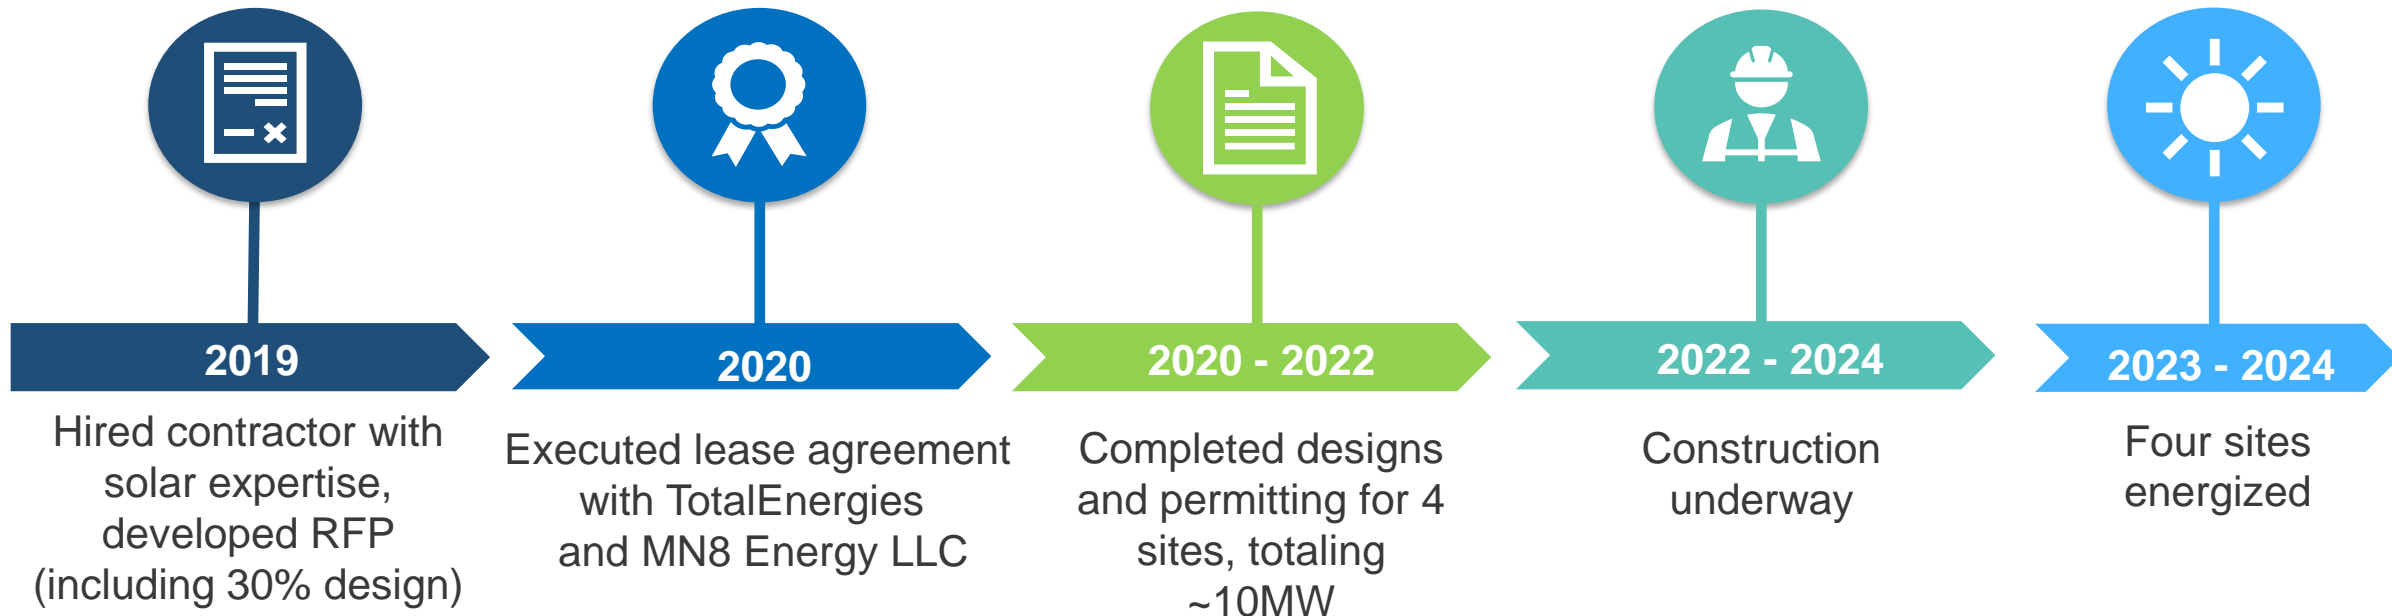 2019
Hired contractor with
solar expertise,
developed RFP
(including 30% design)
2020
Executed lease agreement
with TotalEnergies
and MN8 Energy LLC
2020 - 2022
Completed designs
and permitting for 4
sites, totaling
~10MW
2022 - 2024
Construction
underway
2023 - 2024
Four sites
energized